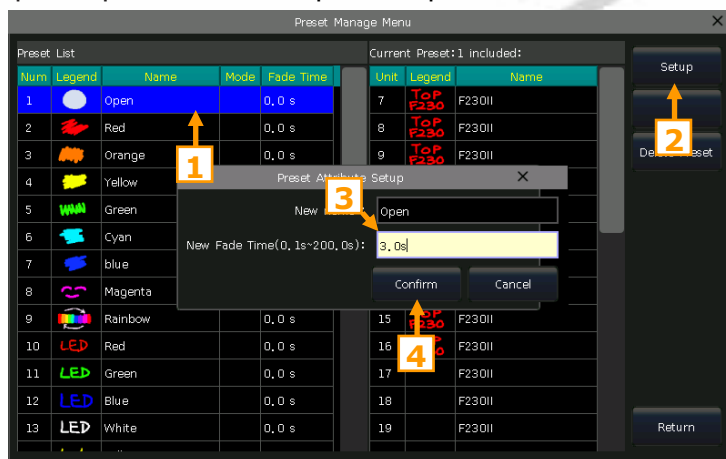 Preset Manage Menu
Preset List
Current Preset:1 included:
Num Legend Name Mode Fade Time
Unit Legend Name
Setup
1 Open 0.0 s
7 TOP F230 F230II
2 Red 0.0 s
8 TOP F230 F230II
2
3 Orange 0.0 s
9 F230II
1
4 Yellow
Preset Attribute Setup
3
5 Green
Open
6 Cyan
New Fade Time(0.1s~200.0s): 3.0s
7 blue
8 Magenta
Confirm Cancel
9 Rainbow 0.0 s
15 F230 F230II
10 LED Red 0.0 s
16 F230II
4
11 LED Green 0.0 s
17 F230II
12 LED Blue 0.0 s
18 F230II
13 LED White 0.0 s
19 F230II
Return